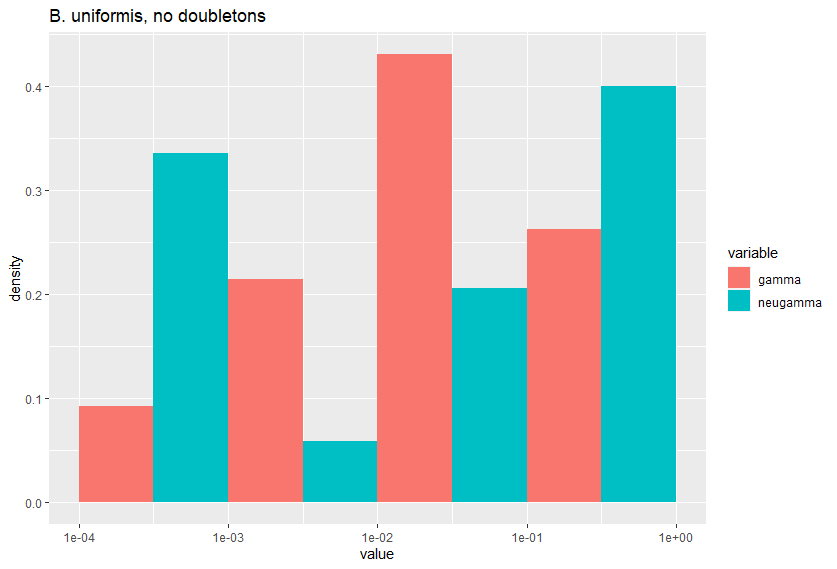 B. uniformis, no doubletons
density
0.4
0.3
0.2
0.1
0.0
1e-04 1e-03 1e-02 1e-01 1e+00
value
variable
gamma
neugamma